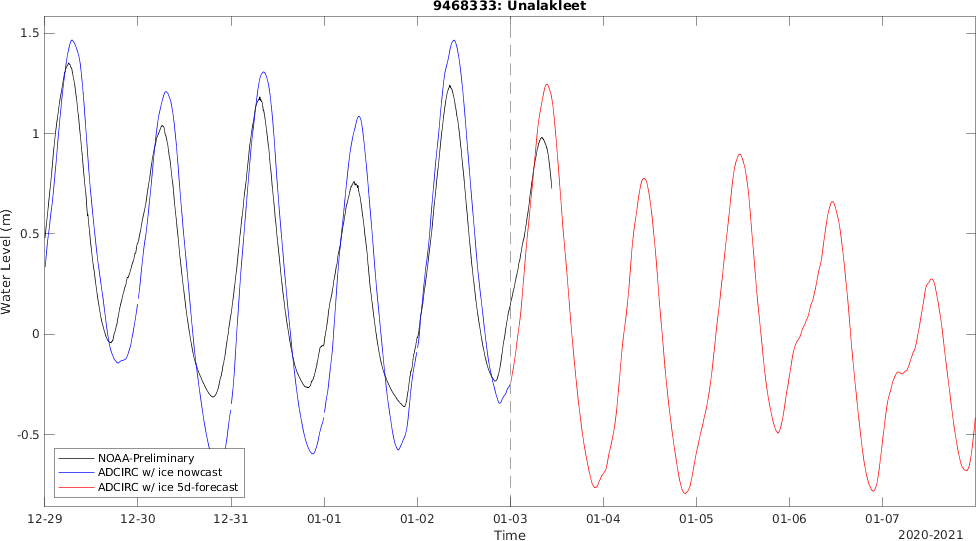 9468333: Unalakleet
1.5
1
0.5
0
-0.5
Water Level (m)
NOAA-Preliminary
ADCIRC w/ ice nowcast
ADCIRC w/ ice 5d-forecast
12-29 12-30 12-31 01-01 01-02 01-03 01-04 01-05 01-06 01-07
Time
2020-2021